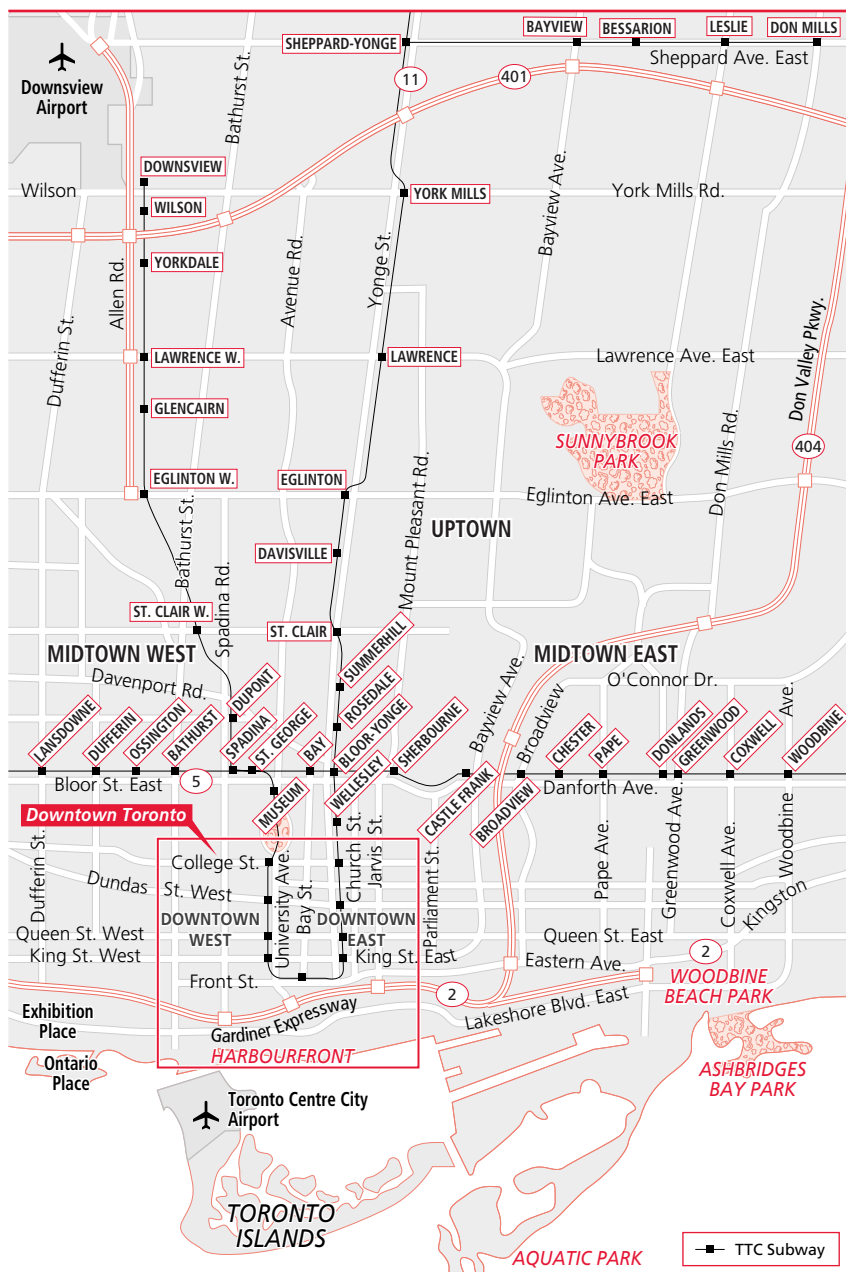 SHEPPARD-YONGE
BAYVIEW
BESSARION
LESLIE
DON MILLS
Sheppard Ave. East
Downsview
Airport
Bathurst St.
11
401
DOWNSVIEW
Wilson
WILSON
YORK MILLS
York Mills Rd.
Bayview Ave.
YORKDALE
Allen Rd.
Avenue Rd.
Yonge St.
Dufferin St.
LAWRENCE W.
LAWRENCE
Lawrence Ave. East
Don Valley Pkwy.
GLENCAIRN
SUNNYBROOK
PARK
Don Mills Rd.
404
EGLINTON W.
EGLINTON
Eglinton Ave. East
Mount Pleasant Rd.
UPTOWN
Bathurst St.
DAVISVILLE
Spadina Rd.
ST. CLAIR W.
ST. CLAIR
MIDTOWN WEST
SUMMERHILL
MIDTOWN EAST
Bayview Ave.
Davenport Rd.
O'Connor Dr.
DUPONT
ROSEDALE
Broadview
Ave.
LANSDOWNE
DUFFERIN
OSSINGTON
BATHURST
SPADINA
ST. GEORGE
BAY
BLOOR-YONGE
SHERBOURNE
CHESTER
PAPE
DONLANDS
GREENWOOD
COXWELL
WOODBINE
Bloor St. East
5
Danforth Ave.
MUSEUM
WELLESLEY
CASTLE FRANK
BROADVIEW
Downtown Toronto
College St.
Dufferin St.
Dundas St. West
University Ave.
Bay St.
Church St.
Jarvis St.
Parliament St.
Pape Ave.
Greenwood Ave.
Coxwell Ave.
Woodbine
Kingston
DOWNTOWN
WEST
DOWNTOWN
EAST
Queen St. West
Queen St. East
King St. West
King St. East
Eastern Ave.
2
Front St.
2
WOODBINE
BEACH PARK
Exhibition
Place
Gardiner Expressway
Lakeshore Blvd. East
HARBOURFRONT
Ontario
Place
ASHBRIDGES
BAY PARK
Toronto Centre City
Airport
TORONTO
ISLANDS
AQUATIC PARK
TTC Subway